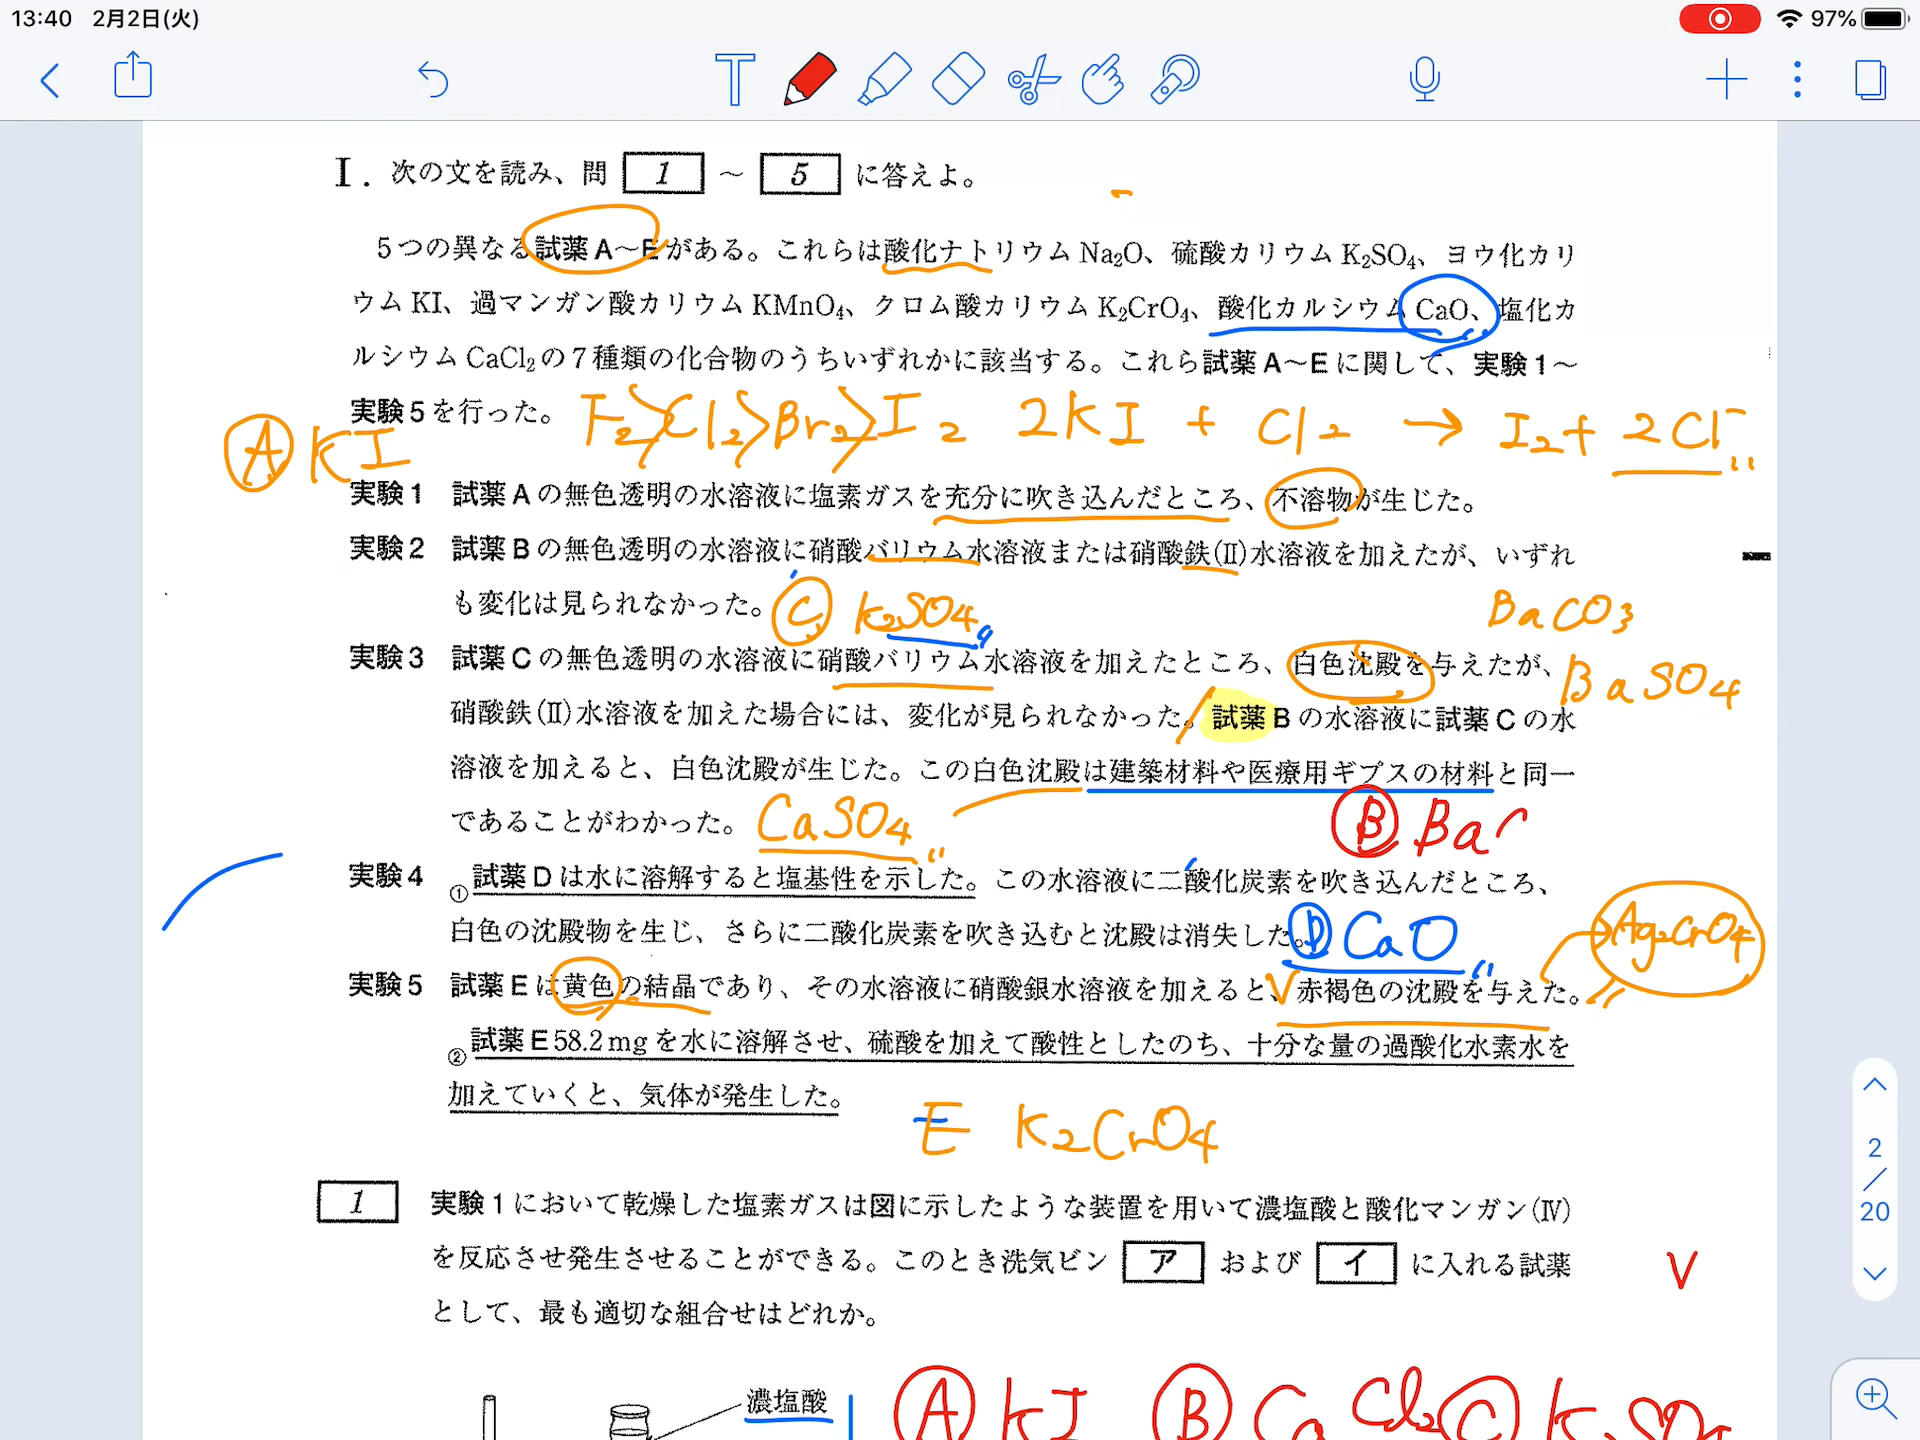 13:40 2月2日(火)
97%
I. 次の文を読み、問 1 ～ 5 に答えよ。
5つの異なる試薬A～Eがある。これらは酸化ナトリウムNa₂O、硫酸カリウムK₂SO₄、ヨウ化カリ
ウムKI、過マンガン酸カリウムKMnO₄、クロム酸カリウムK₂CrO₄、酸化カルシウムCaO、塩化カ
ルシウムCaCl₂の7種類の化合物のうちいずれかに該当する。これら試薬A～Eに関して、実験1～
実験5を行った。
F₂>Cl₂>Br₂>I₂ 2KI + Cl₂ → I₂+ 2Cl⁻
Ⓐ KI
実験1 試薬Aの無色透明の水溶液に塩素ガスを充分に吹き込んだところ、不溶物が生じた。
実験2 試薬Bの無色透明の水溶液に硝酸バリウム水溶液または硝酸鉄(Ⅱ)水溶液を加えたが、いずれ
も変化は見られなかった。
Ⓒ K₂SO₄
BaCO₃
実験3 試薬Cの無色透明の水溶液に硝酸バリウム水溶液を加えたところ、白色沈殿を与えたが、
BaSO₄
硝酸鉄(Ⅱ)水溶液を加えた場合には、変化が見られなかった。試薬Bの水溶液に試薬Cの水
溶液を加えると、白色沈殿が生じた。この白色沈殿は建築材料や医療用ギプスの材料と同一
であることがわかった。
CaSO₄
Ⓑ Ba
実験4 ①試薬Dは水に溶解すると塩基性を示した。この水溶液に二酸化炭素を吹き込んだところ、
白色の沈殿物を生じ、さらに二酸化炭素を吹き込むと沈殿は消失した。
Ⓓ CaO
Ag₂CrO₄
実験5 試薬Eは黄色の結晶であり、その水溶液に硝酸銀水溶液を加えると、赤褐色の沈殿を与えた。
②試薬E58.2mgを水に溶解させ、硫酸を加えて酸性としたのち、十分な量の過酸化水素水を
加えていくと、気体が発生した。
E K₂CrO₄
1 実験1において乾燥した塩素ガスは図に示したような装置を用いて濃塩酸と酸化マンガン(Ⅳ)
を反応させ発生させることができる。このとき洗気ビン ア および イ に入れる試薬
として、最も適切な組合せはどれか。
濃塩酸
Ⓐ KI Ⓑ CaCl₂ Ⓒ K₂SO₄
2
/
20